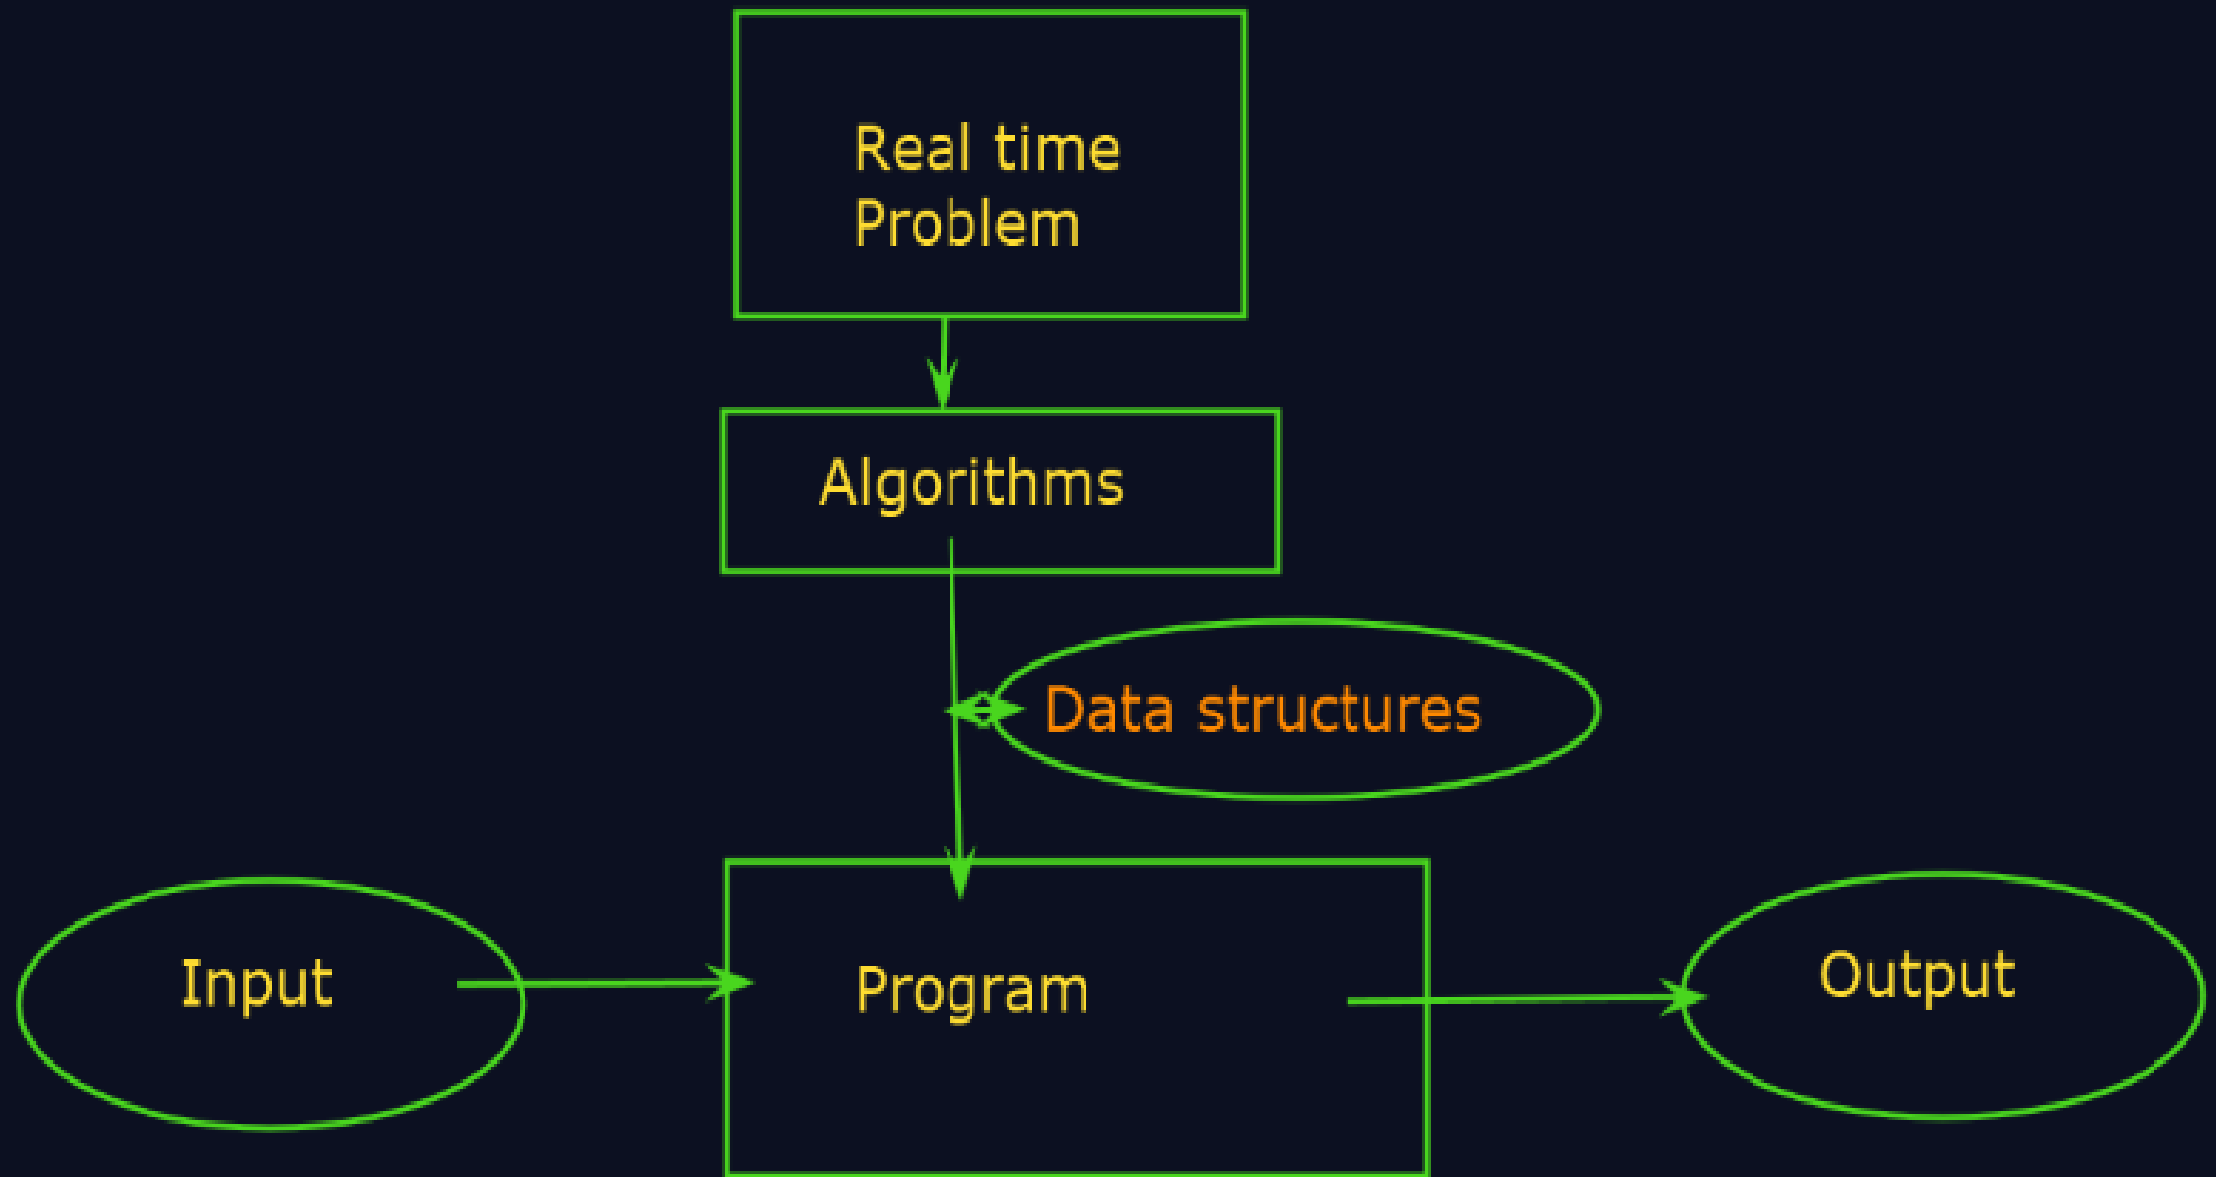 Real time
Problem
Algorithms
Data structures
Input
Program
Output